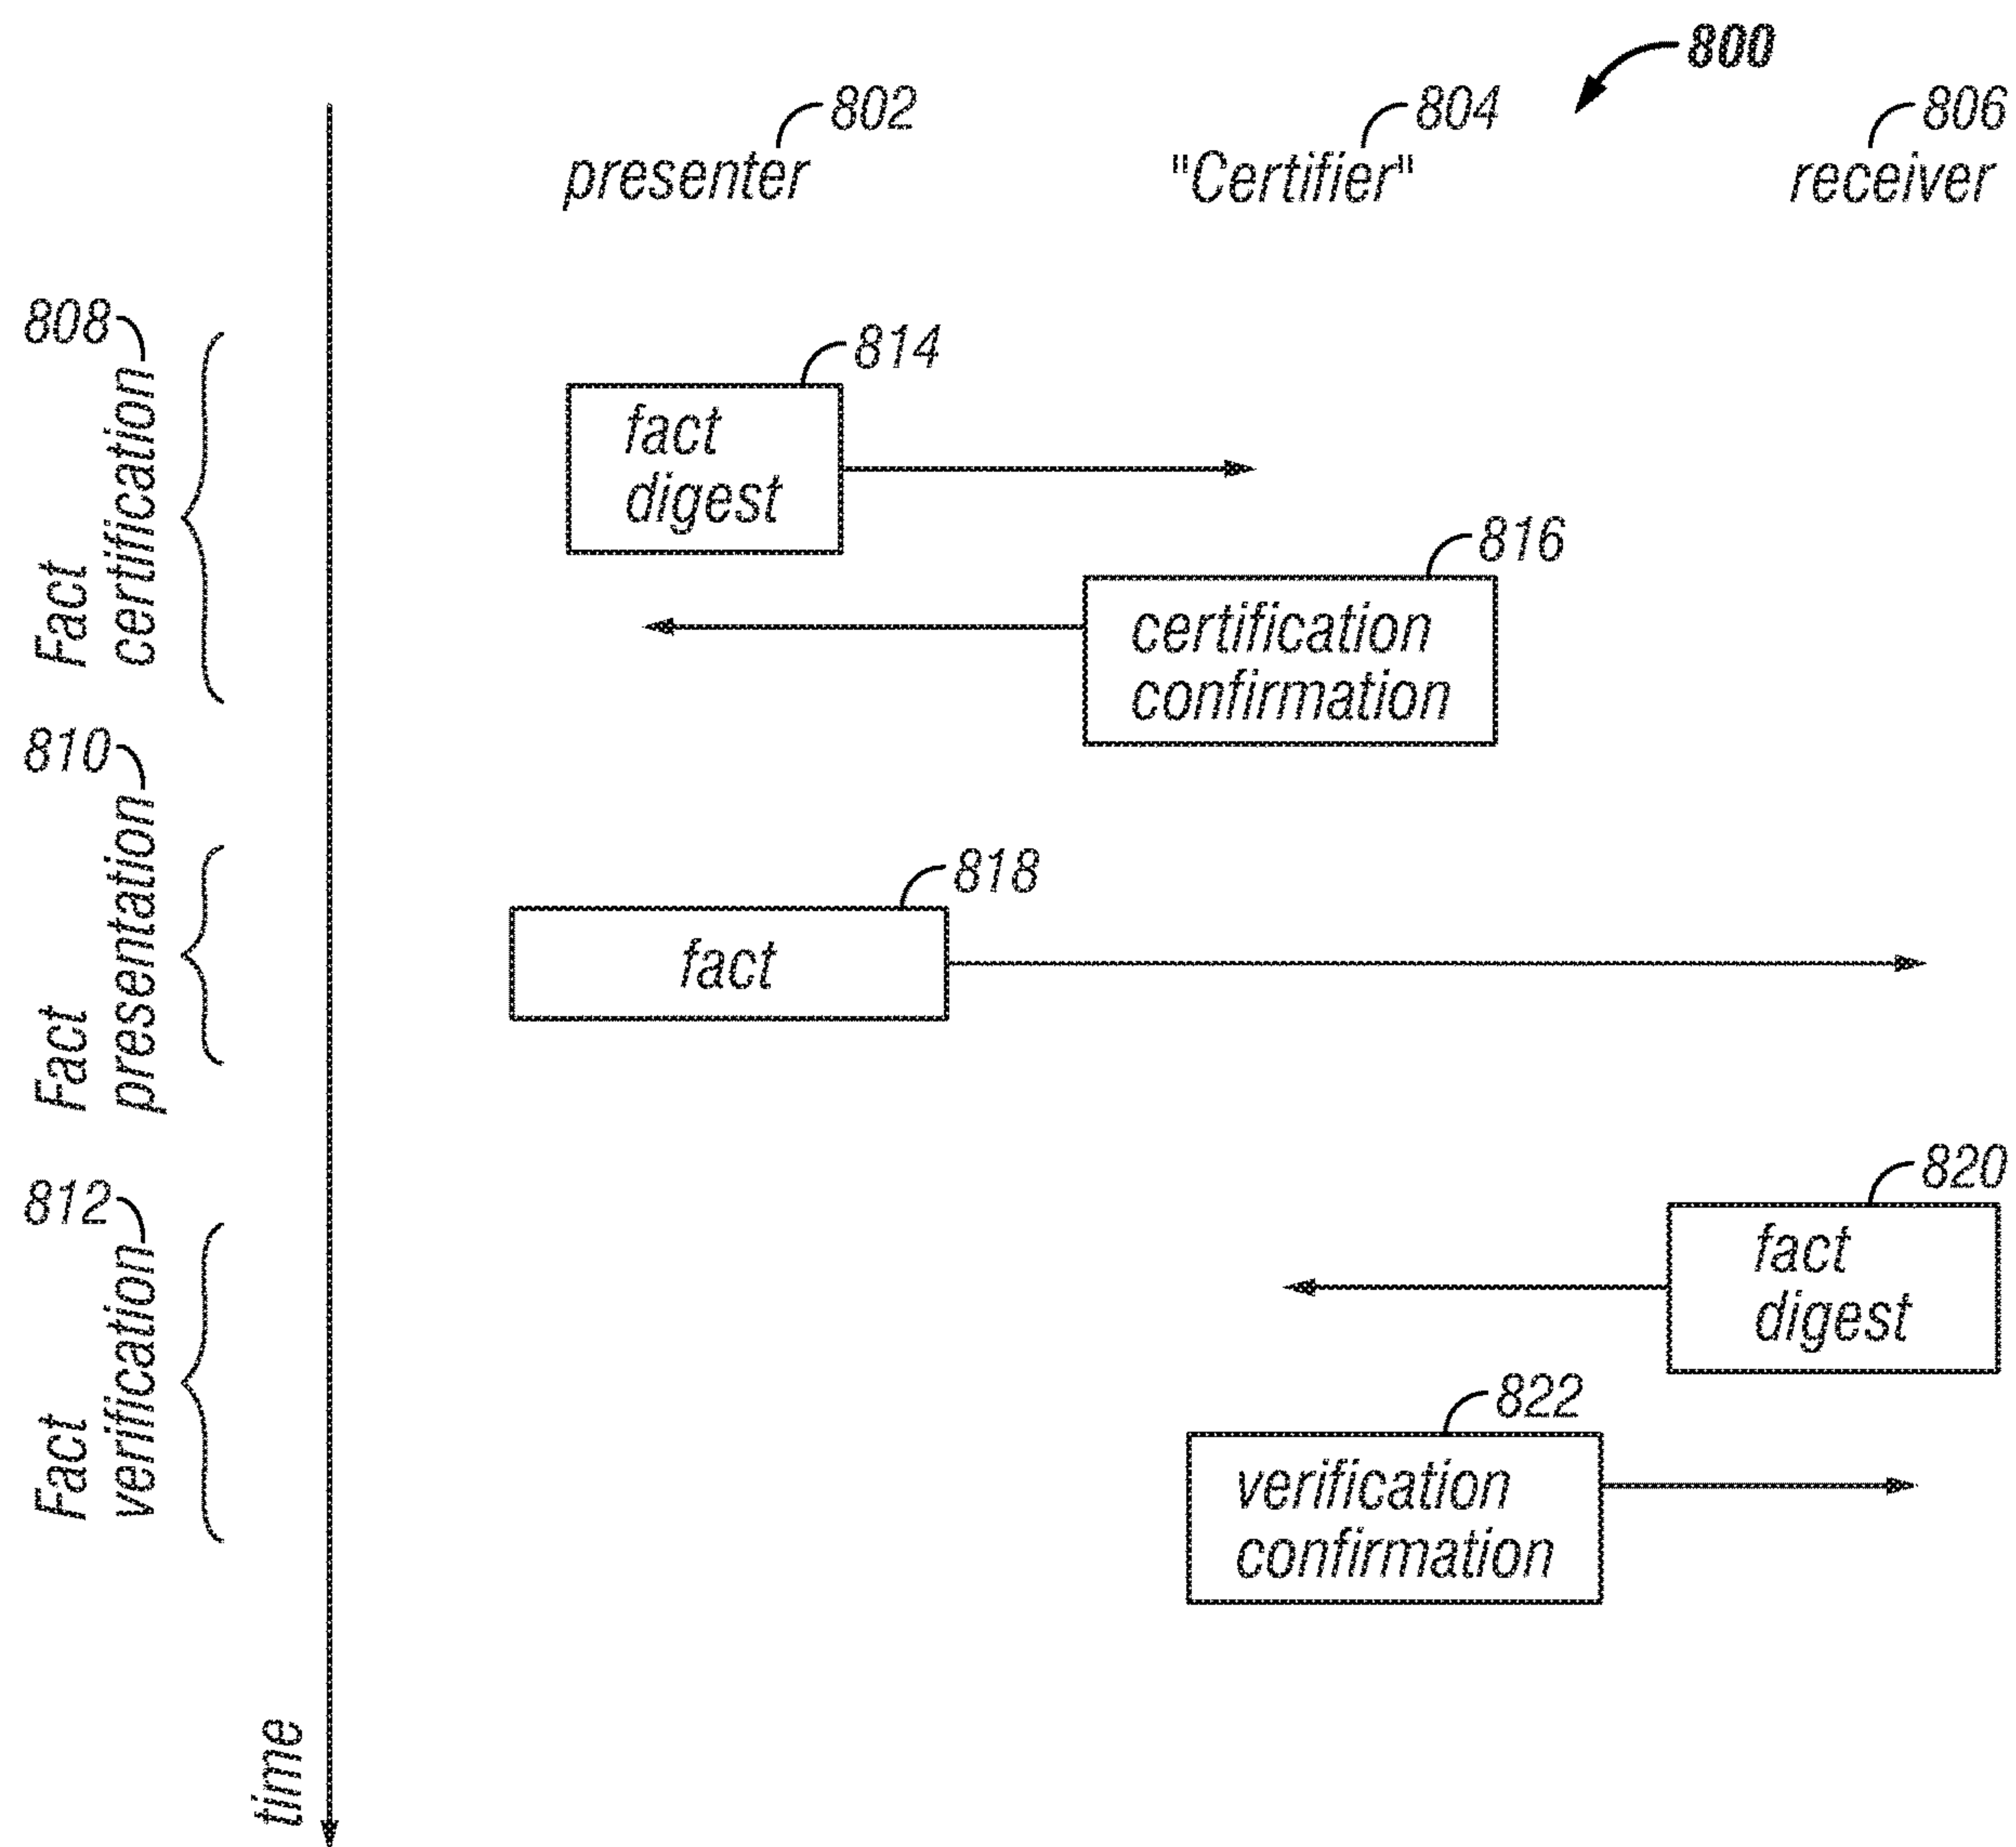 800
802
804
806
presenter
"Certifier"
receiver
808
Fact
certification
814
fact
digest
816
certification
confirmation
810
Fact
presentation
818
fact
812
Fact
verification
820
fact
digest
822
verification
confirmation
time